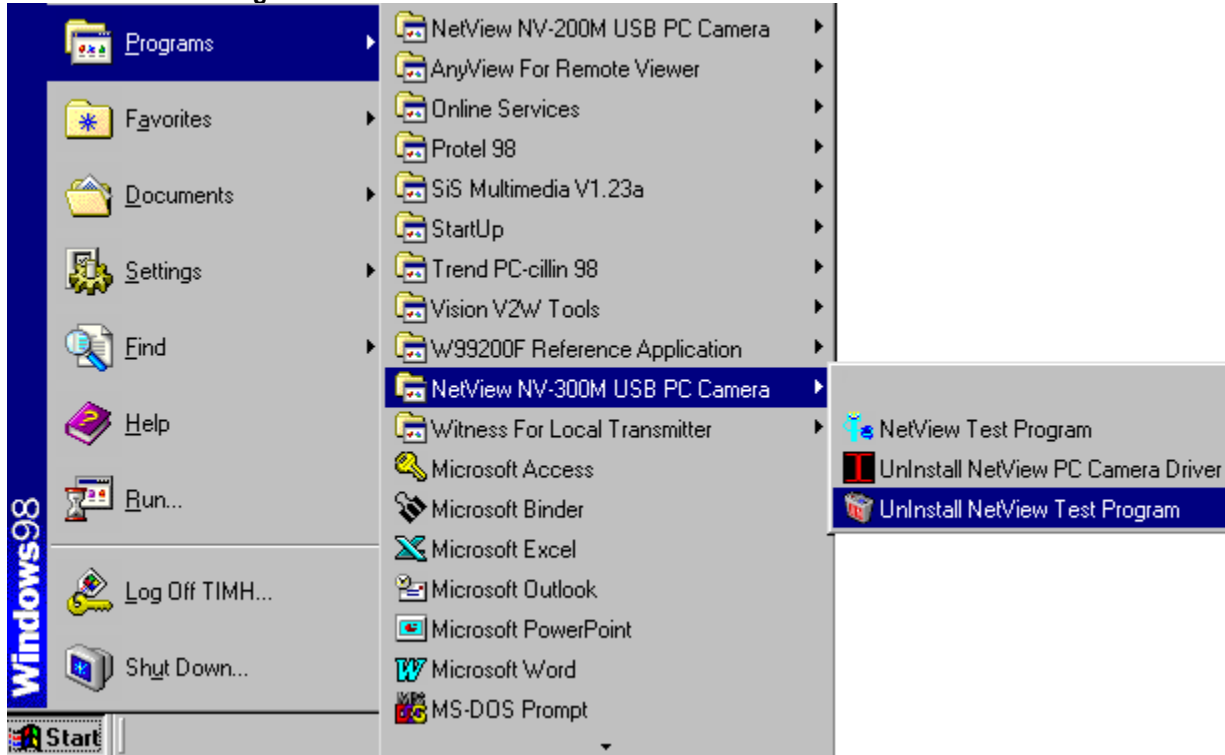 Programs
Favorites
Documents
Settings
Find
Help
Run...
Log Off TIMH...
Shut Down...
Windows98
Start
NetView NV-200M USB PC Camera
AnyView For Remote Viewer
Online Services
Protel 98
SiS Multimedia V1.23a
StartUp
Trend PC-cillin 98
Vision V2W Tools
W99200F Reference Application
NetView NV-300M USB PC Camera
Witness For Local Transmitter
Microsoft Access
Microsoft Binder
Microsoft Excel
Microsoft Outlook
Microsoft PowerPoint
Microsoft Word
MS-DOS Prompt
NetView Test Program
UnInstall NetView PC Camera Driver
UnInstall NetView Test Program